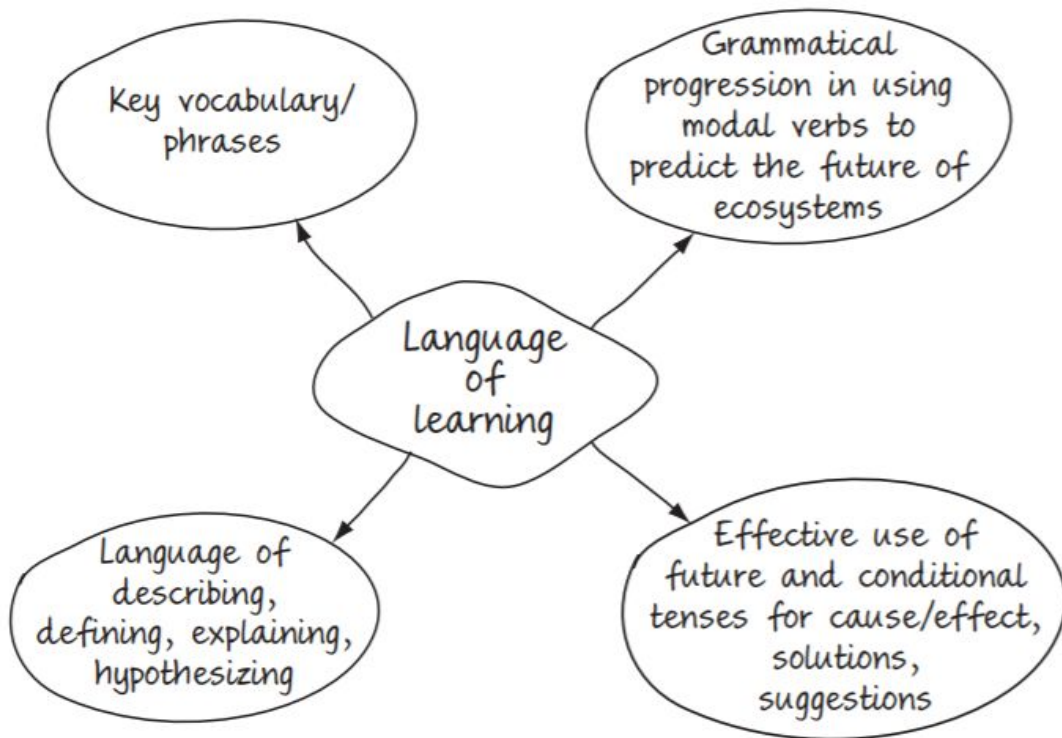 Key vocabulary/
phrases
Grammatical
progression in using
modal verbs to
predict the future of
ecosystems
Language
of
learning
Language of
describing,
defining, explaining,
hypothesizing
Effective use of
future and conditional
tenses for cause/effect,
solutions,
suggestions